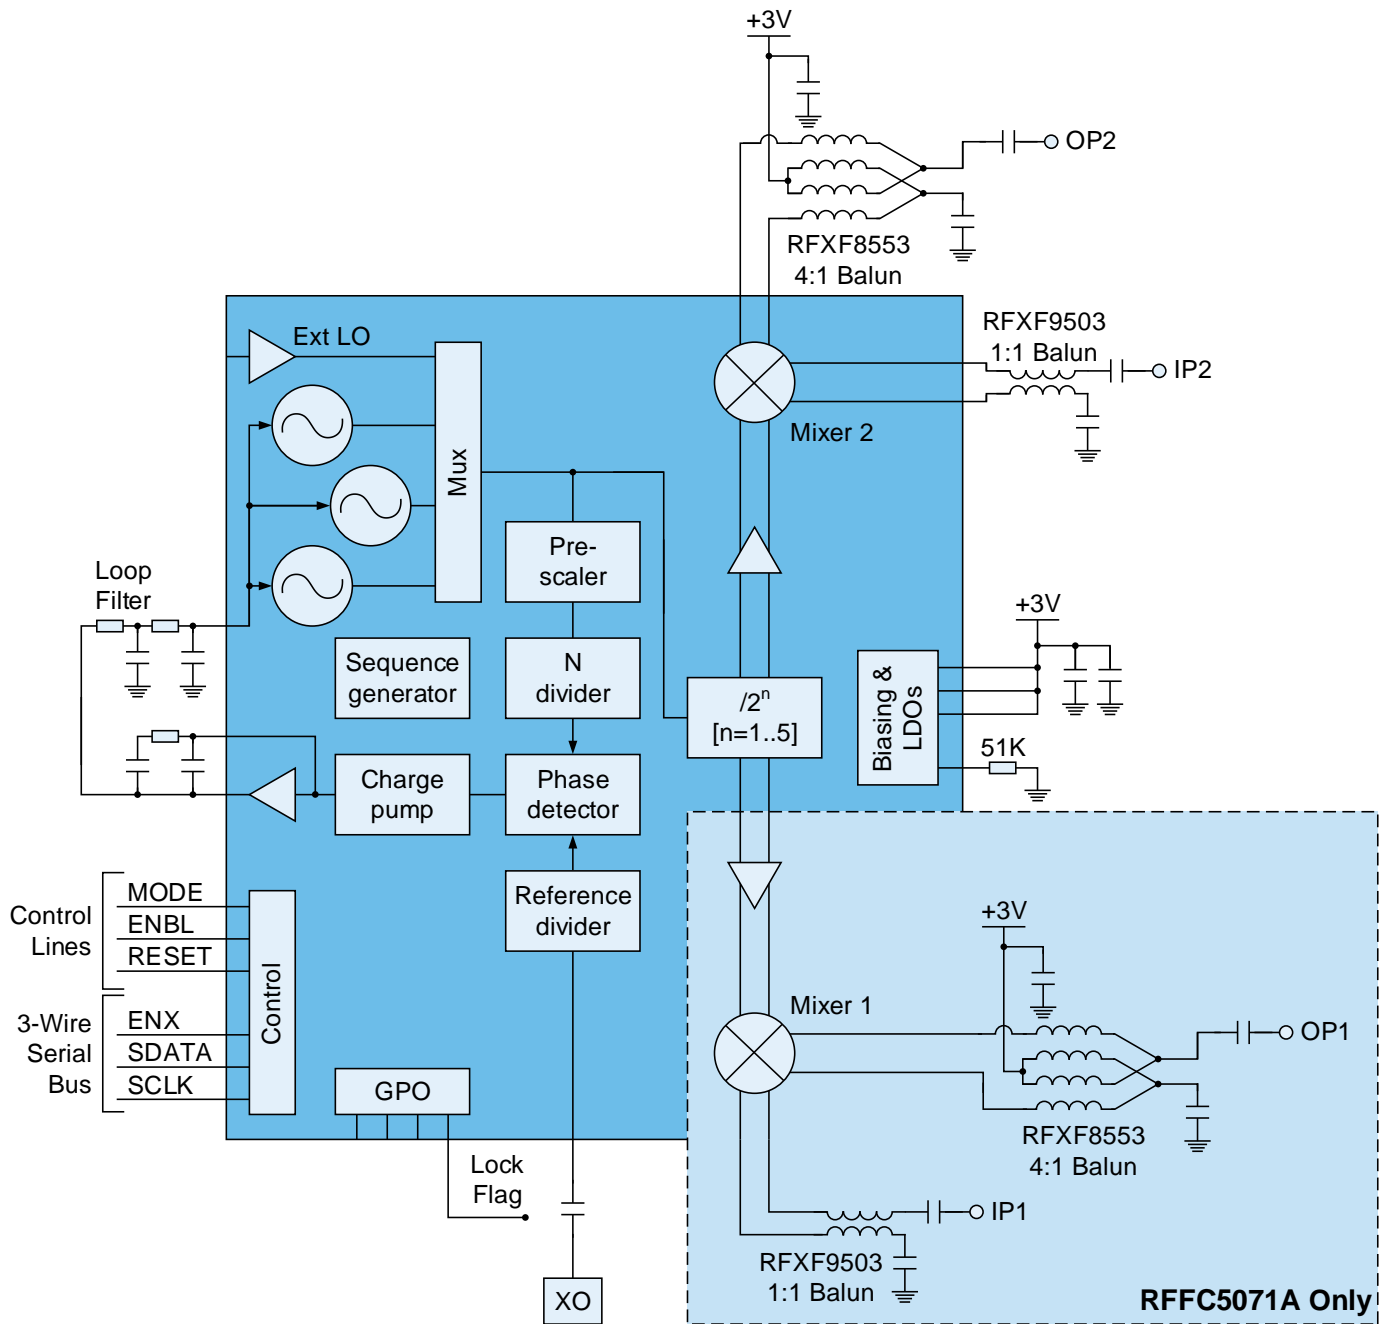 +3V
OP2
RFXF8553
4:1 Balun
RFXF9503
1:1 Balun
IP2
Ext LO
Mux
Mixer 2
Pre-
scaler
Loop
Filter
+3V
Sequence
generator
N
divider
/2ⁿ
[n=1..5]
Biasing &
LDOs
51K
Charge
pump
Phase
detector
Control
Lines
MODE
ENBL
RESET
Reference
divider
+3V
Control
3-Wire
Serial
Bus
ENX
SDATA
SCLK
Mixer 1
OP1
GPO
RFXF8553
4:1 Balun
Lock
Flag
IP1
RFXF9503
1:1 Balun
XO
RFFC5071A Only